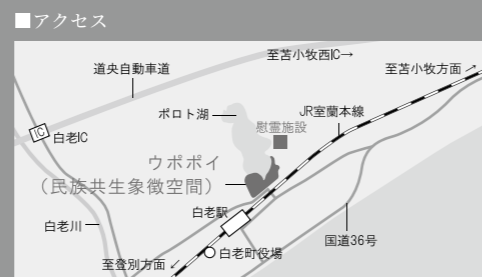 ■アクセス
至苫小牧西IC→
道央自動車道
至苫小牧方面↗
ポロト湖
JR室蘭本線
慰霊施設
IC
白老IC
ウポポイ
（民族共生象徴空間）
白老駅
白老川
国道36号
白老町役場
至登別方面↙